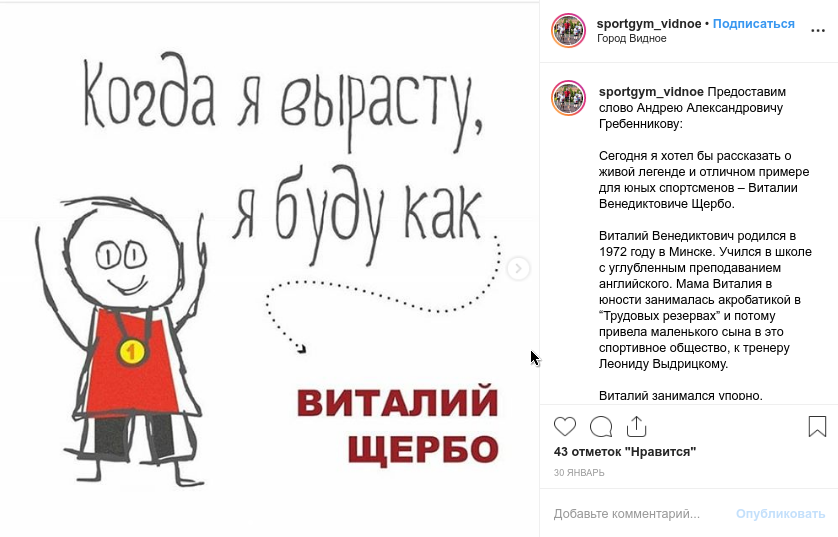 Когда я вырасту,
я буду как
1
ВИТАЛИЙ
ЩЕРБО
sportgym_vidnoe • Подписаться
Город Видное
sportgym_vidnoe Предоставим
слово Андрею Александровичу
Гребенникову:
Сегодня я хотел бы рассказать о
живой легенде и отличном примере
для юных спортсменов – Виталии
Венедиктовиче Щербо.
Виталий Венедиктович родился в
1972 году в Минске. Учился в школе
с углубленным преподаванием
английского. Мама Виталия в
юности занималась акробатикой в
“Трудовых резервах” и потому
привела маленького сына в это
спортивное общество, к тренеру
Леониду Выдрицкому.
Виталий занимался упорно.
43 отметок "Нравится"
30 ЯНВАРЬ
Добавьте комментарий...
Опубликовать